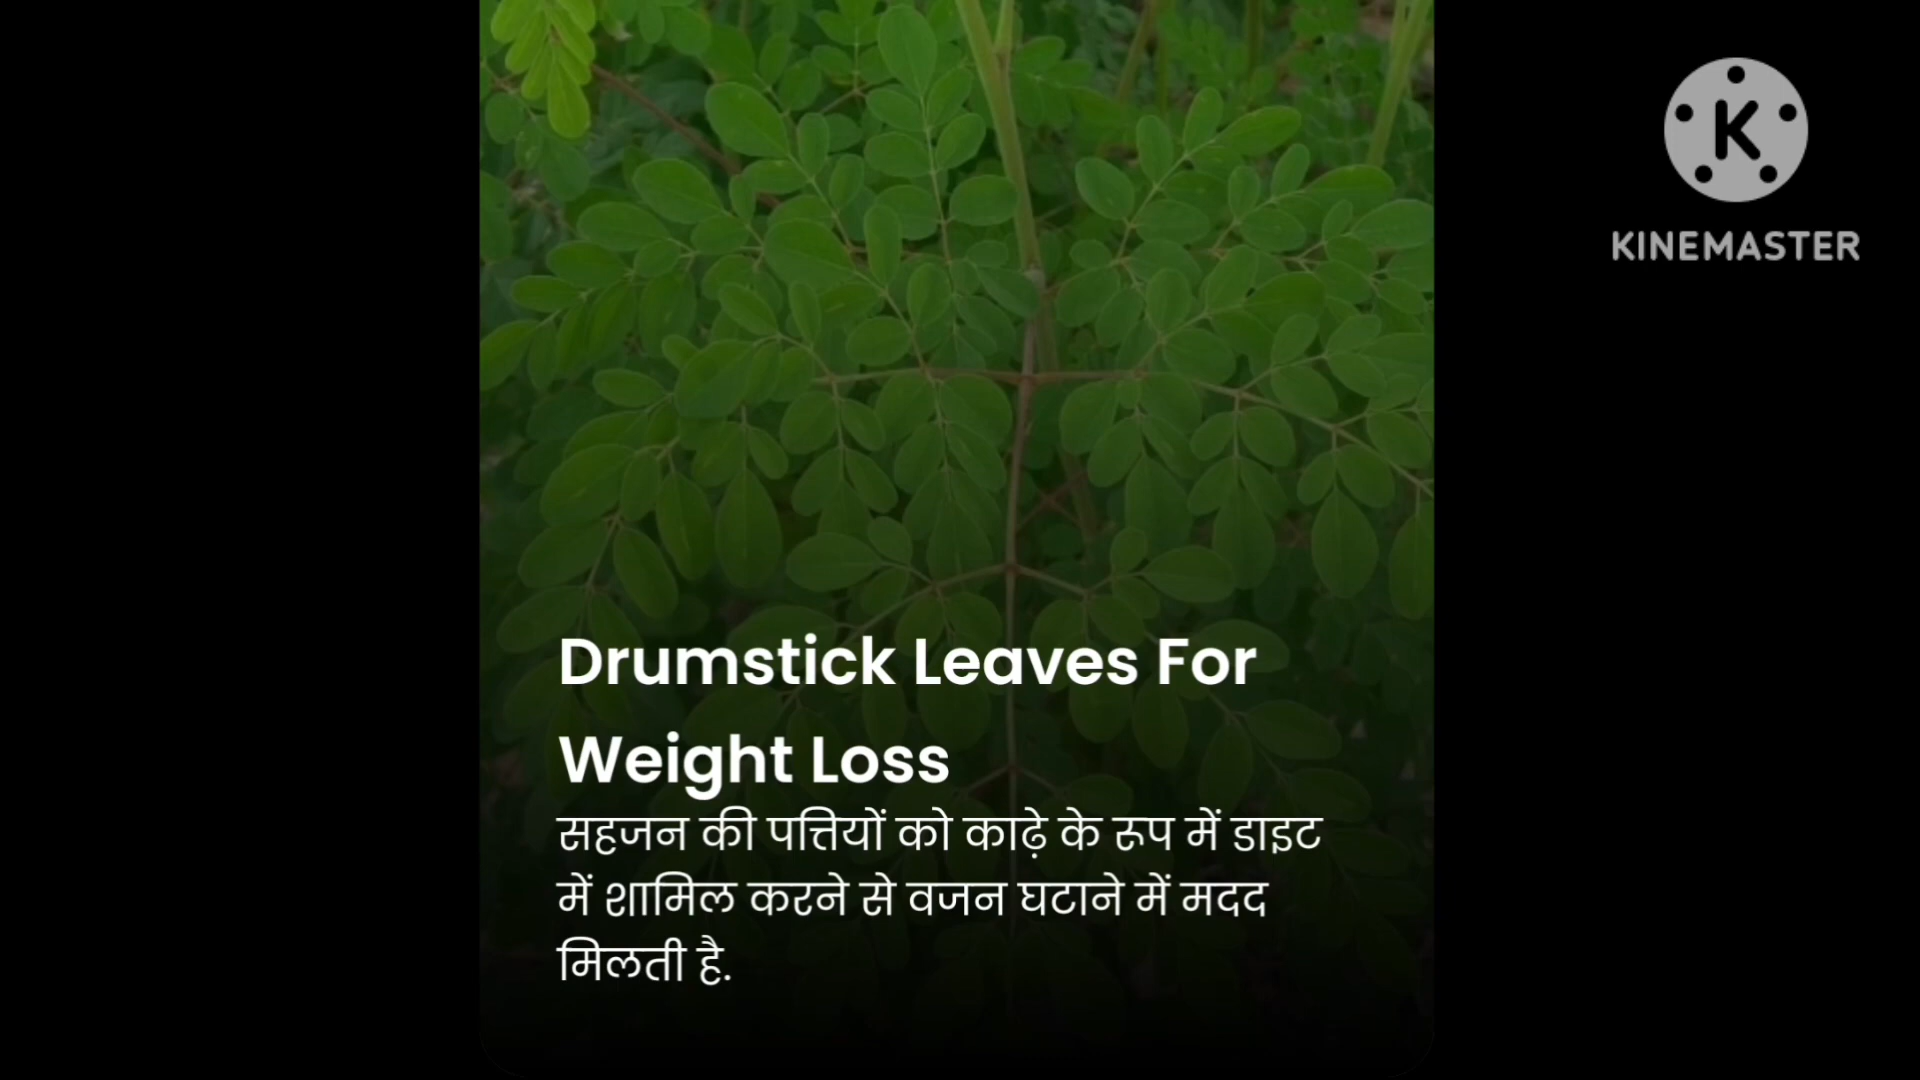 K
KINEMASTER
Drumstick Leaves For
Weight Loss
सहजन की पत्तियों को काढ़े के रूप में डाइट
में शामिल करने से वजन घटाने में मदद
मिलती है.